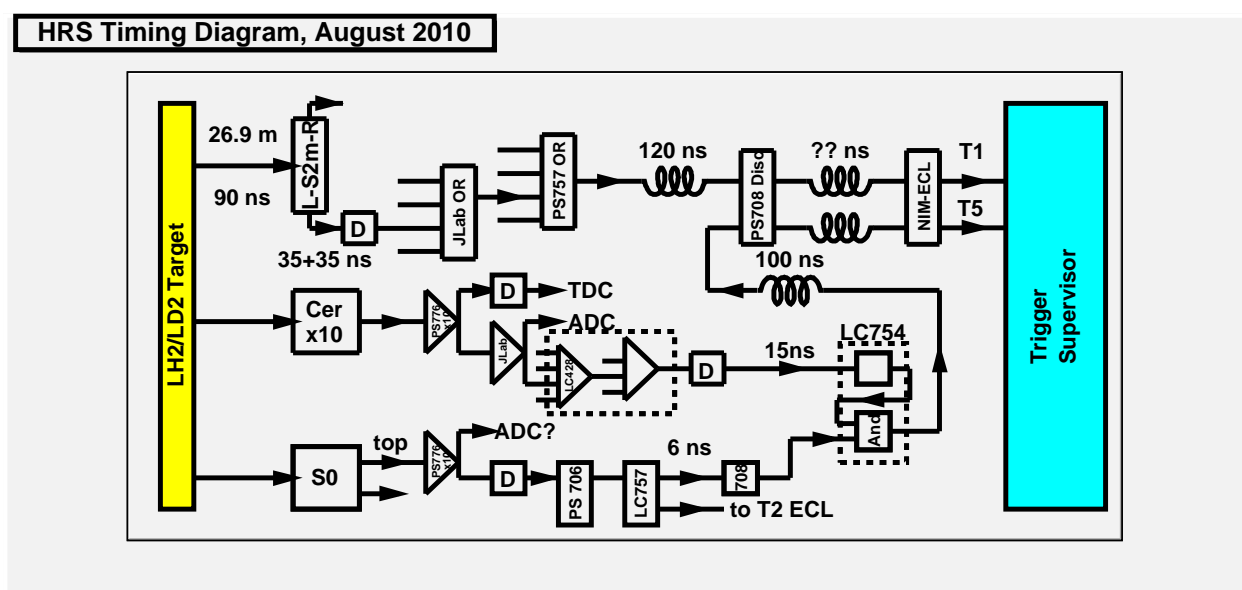 HRS Timing Diagram, August 2010
LH2/LD2 Target
26.9 m
90 ns
L-S2m-R
D
35+35 ns
JLab OR
PS757 OR
120 ns
PS708 Disc
?? ns
NIM-ECL
T1
T5
100 ns
Trigger
Supervisor
Cer
x10
PS776
x10
D
TDC
JLab
ADC
LC428
D
15ns
LC754
And
S0
top
PS776
x10
ADC?
D
PS 706
LC757
6 ns
708
to T2 ECL